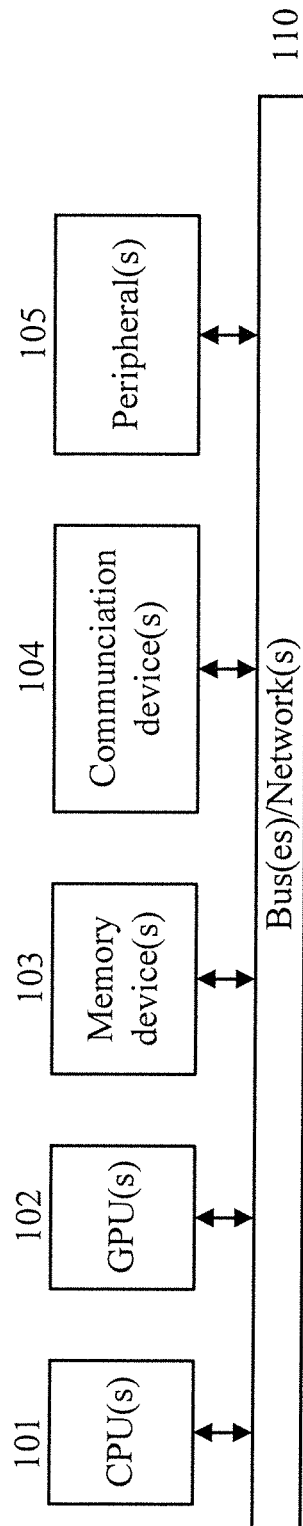 101
CPU(s)
102
GPU(s)
103
Memory
device(s)
104
Communciation
device(s)
105
Peripheral(s)
Bus(es)/Network(s)
110